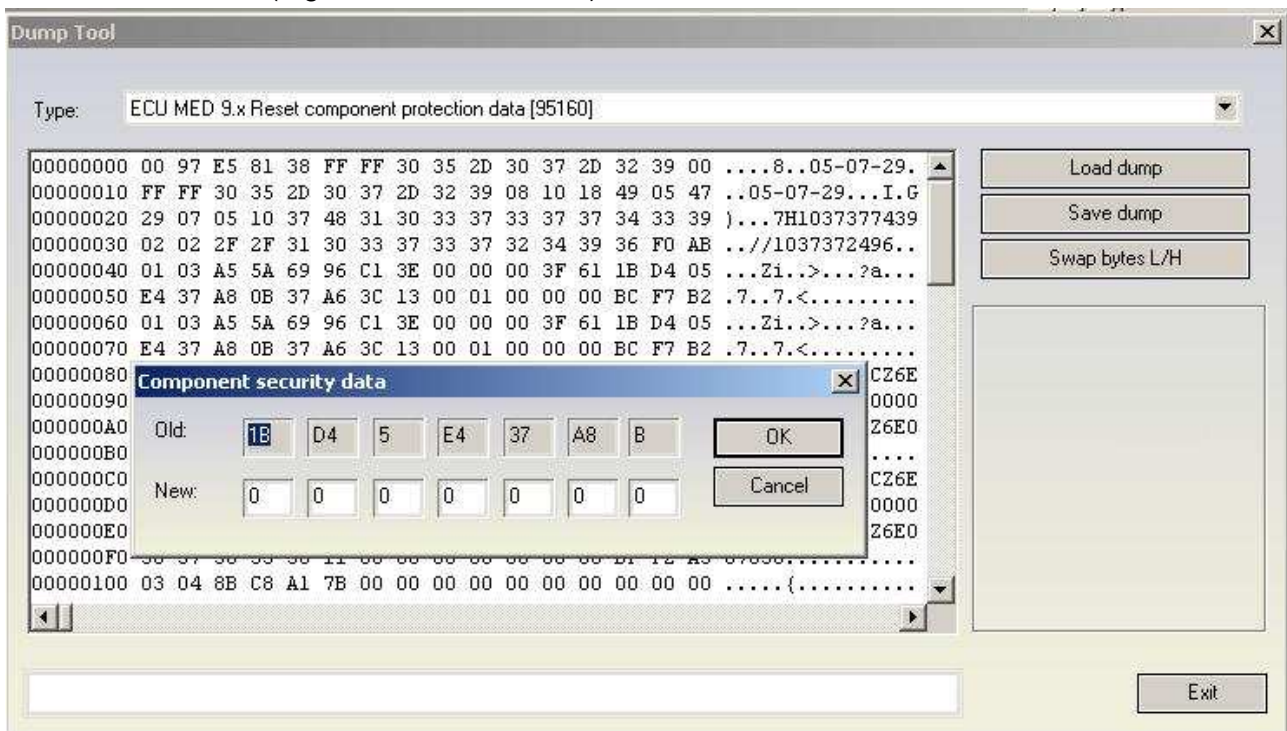 Dump Tool
Type: ECU MED 9.x Reset component protection data [95160]
00000000 00 97 E5 81 38 FF FF 30 35 2D 30 37 2D 32 39 00 ....8..05-07-29.
00000010 FF FF 30 35 2D 30 37 2D 32 39 08 10 18 49 05 47 ..05-07-29...I.G
00000020 29 07 05 10 37 48 31 30 33 37 33 37 37 34 33 39 )...7H1037377439
00000030 02 02 2F 2F 31 30 33 37 33 37 32 34 39 36 F0 AB ..//1037372496..
00000040 01 03 A5 5A 69 96 C1 3E 00 00 00 3F 61 1B D4 05 ...Zi..>...?a...
00000050 E4 37 A8 0B 37 A6 3C 13 00 01 00 00 00 BC F7 B2 .7..7.<.........
00000060 01 03 A5 5A 69 96 C1 3E 00 00 00 3F 61 1B D4 05 ...Zi..>...?a...
00000070 E4 37 A8 0B 37 A6 3C 13 00 01 00 00 00 BC F7 B2 .7..7.<.........
00000080 CZ6E
00000090 0000
000000A0 Z6E0
000000B0 ....
000000C0 CZ6E
000000D0 0000
000000E0 Z6E0
000000F0
00000100 03 04 8B C8 A1 7B 00 00 00 00 00 00 00 00 00 00 .....{..........
Load dump
Save dump
Swap bytes L/H
Component security data
Old: 1B D4 5 E4 37 A8 B
New: 0 0 0 0 0 0 0
OK
Cancel
Exit